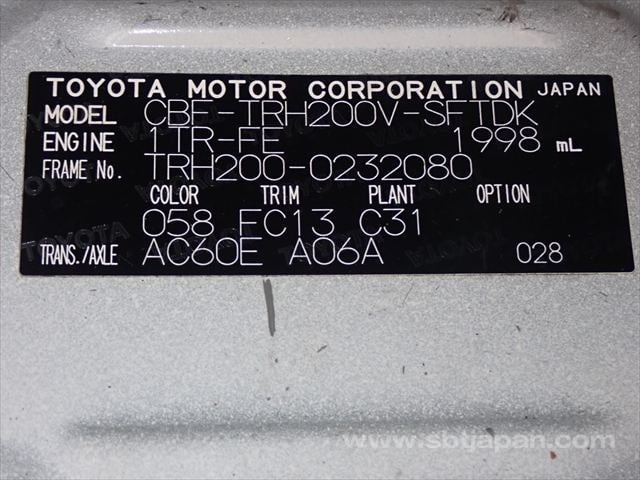 TOYOTA MOTOR CORPORATION JAPAN
MODEL CBF-TRH200V-SFTDK
ENGINE 1TR-FE 1998 mL
FRAME No. TRH200-0232080
COLOR TRIM PLANT OPTION
058 FC13 C31
TRANS./AXLE AC60E A06A 028
www.sbtjapan.com